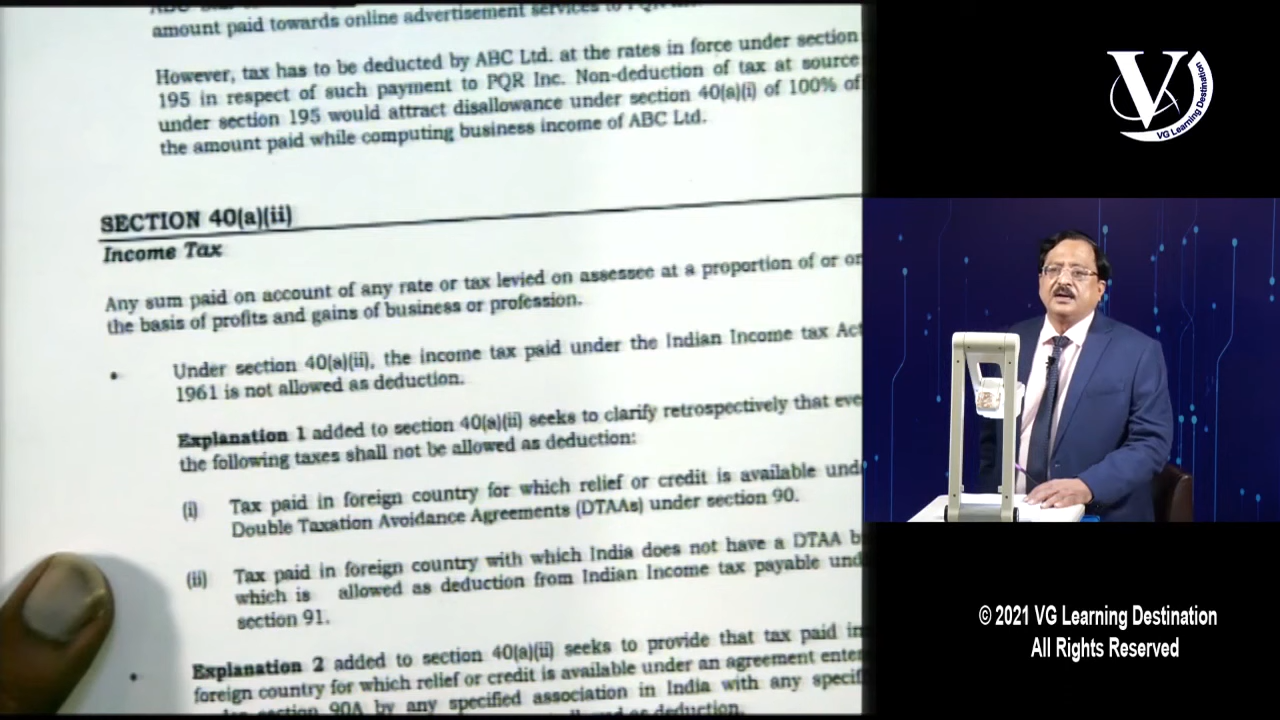 amount paid towards online advertisement services to PQR
However, tax has to be deducted by ABC Ltd. at the rates in force under section
195 in respect of such payment to PQR Inc. Non-deduction of tax at source
under section 195 would attract disallowance under section 40(a)(i) of 100% of
the amount paid while computing business income of ABC Ltd.
SECTION 40(a)(ii)
Income Tax
Any sum paid on account of any rate or tax levied on assessee at a proportion of or on
the basis of profits and gains of business or profession.
• Under section 40(a)(ii), the income tax paid under the Indian Income tax Act
1961 is not allowed as deduction.
Explanation 1 added to section 40(a)(ii) seeks to clarify retrospectively that eve
the following taxes shall not be allowed as deduction:
(i) Tax paid in foreign country for which relief or credit is available und
Double Taxation Avoidance Agreements (DTAAs) under section 90.
(ii) Tax paid in foreign country with which India does not have a DTAA b
which is allowed as deduction from Indian Income tax payable und
section 91.
• Explanation 2 added to section 40(a)(ii) seeks to provide that tax paid in
foreign country for which relief or credit is available under an agreement ente
section 90A by any specified association in India with any specif
allowed as deduction.
V
VG Learning Destination
© 2021 VG Learning Destination
All Rights Reserved